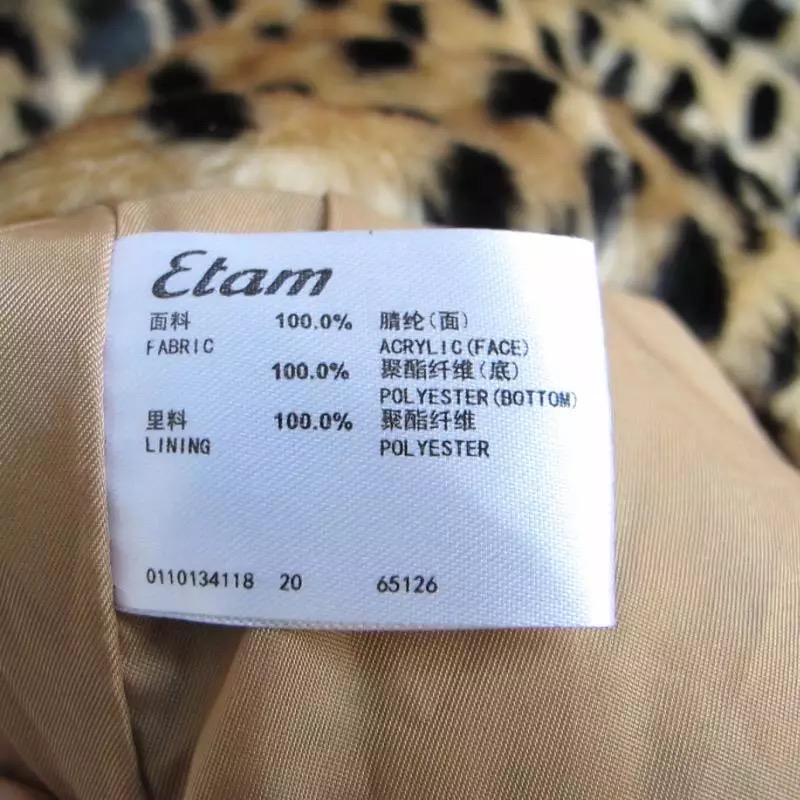 Etam
面料 100.0% 腈纶(面)
FABRIC ACRYLIC(FACE)
100.0% 聚酯纤维(底)
POLYESTER(BOTTOM)
里料 100.0% 聚酯纤维
LINING POLYESTER
0110134118 20 65126